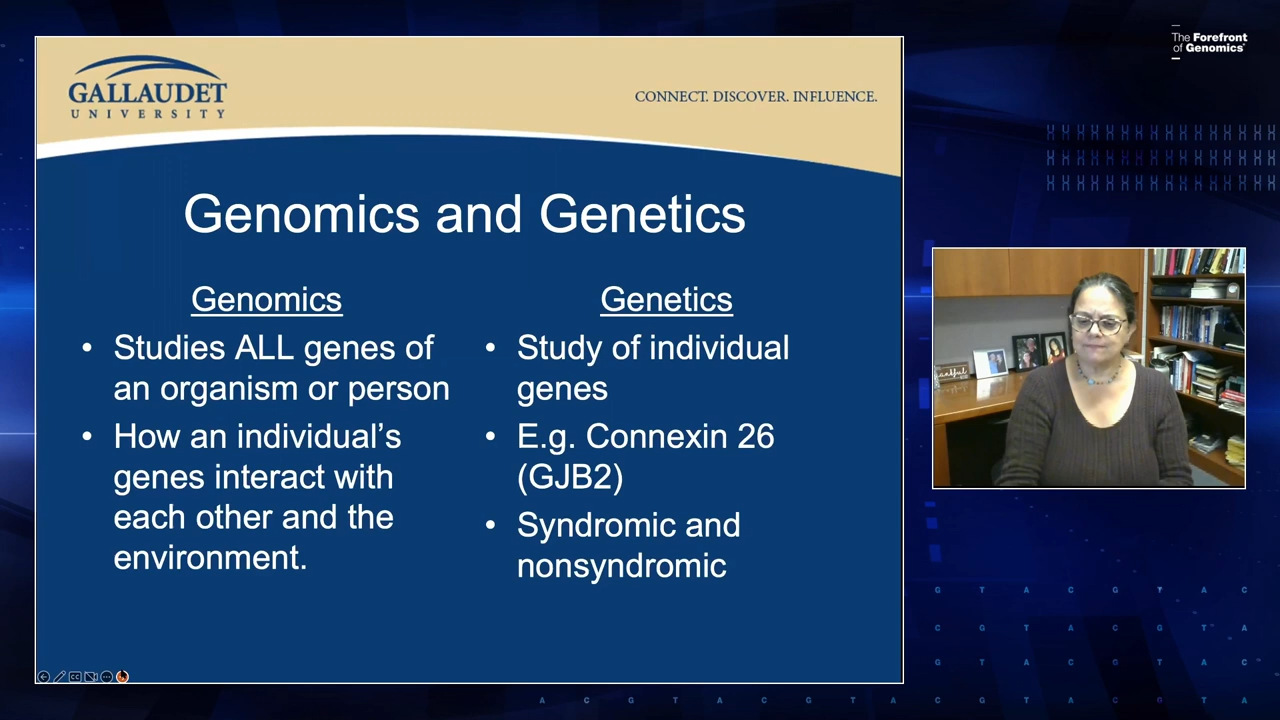 The Forefront
of Genomics®
GALLAUDET
UNIVERSITY
CONNECT. DISCOVER. INFLUENCE.
Genomics and Genetics
Genomics
• Studies ALL genes of
an organism or person
• How an individual’s
genes interact with
each other and the
environment.
Genetics
• Study of individual
genes
• E.g. Connexin 26
(GJB2)
• Syndromic and
nonsyndromic
G T A C G T A C
C G T A C G T A
G T A C G T A C
A C G T A C G T A C G T A C G T A